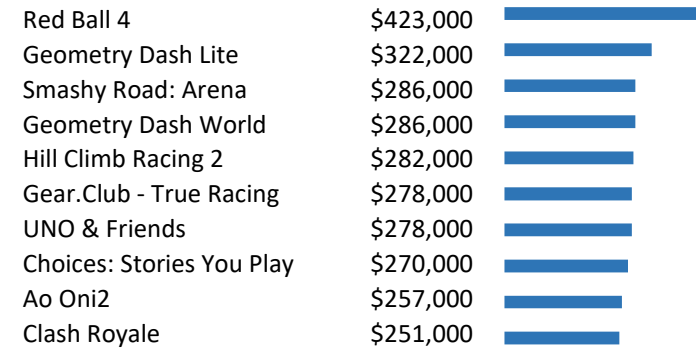 Red Ball 4 $423,000
Geometry Dash Lite $322,000
Smashy Road: Arena $286,000
Geometry Dash World $286,000
Hill Climb Racing 2 $282,000
Gear.Club - True Racing $278,000
UNO & Friends $278,000
Choices: Stories You Play $270,000
Ao Oni2 $257,000
Clash Royale $251,000